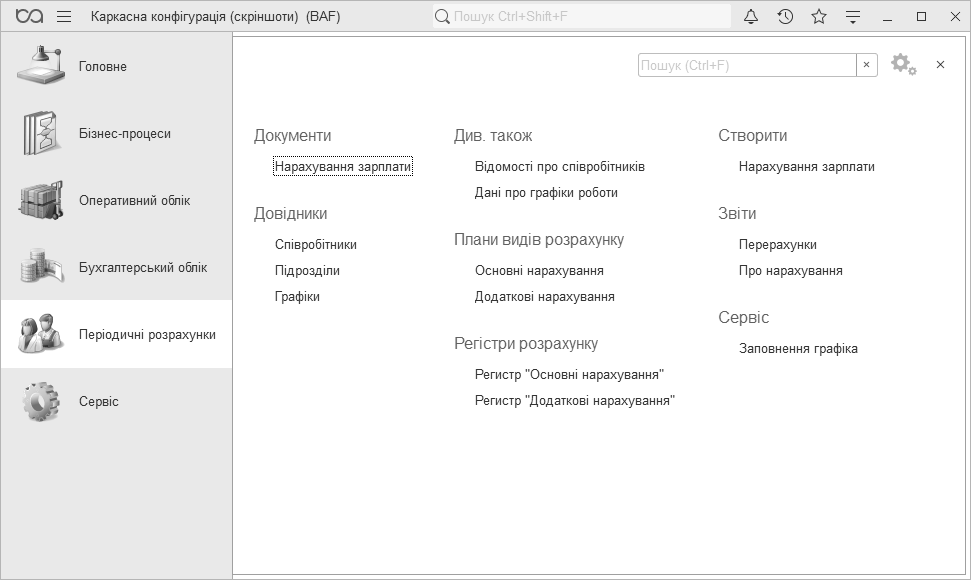 Каркасна конфігурація (скріншоти) (BAF)
Пошук Ctrl+Shift+F
Головне
Бізнес-процеси
Оперативний облік
Бухгалтерський облік
Періодичні розрахунки
Сервіс
Пошук (Ctrl+F)
Документи
Нарахування зарплати
Довідники
Співробітники
Підрозділи
Графіки
Див. також
Відомості про співробітників
Дані про графіки роботи
Плани видів розрахунку
Основні нарахування
Додаткові нарахування
Регістри розрахунку
Регистр "Основні нарахування"
Регистр "Додаткові нарахування"
Створити
Нарахування зарплати
Звіти
Перерахунки
Про нарахування
Сервіс
Заповнення графіка